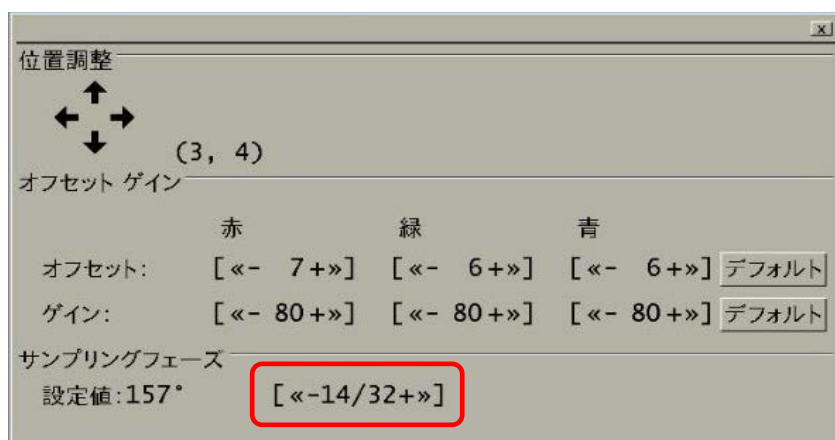 x
位置調整
(3, 4)
オフセット ゲイン
赤 緑 青
オフセット: [«- 7+»] [«- 6+»] [«- 6+»] デフォルト
ゲイン: [«- 80+»] [«- 80+»] [«- 80+»] デフォルト
サンプリングフェーズ
設定値:157° [«-14/32+»]